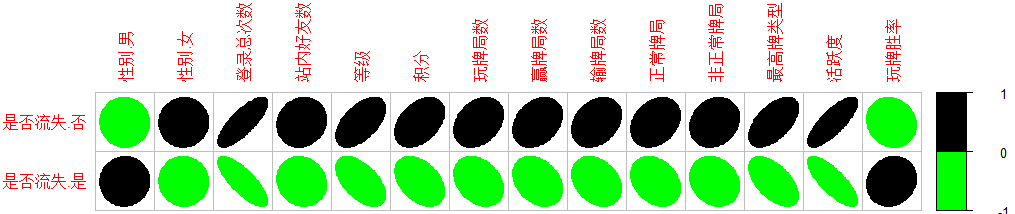 性别.男
性别.女
登录总次数
站内好友数
等级
积分
玩牌局数
赢牌局数
输牌局数
正常牌局
非正常牌局
最高牌类型
活跃度
玩牌胜率
是否流失.否
是否流失.是
1
0
-1